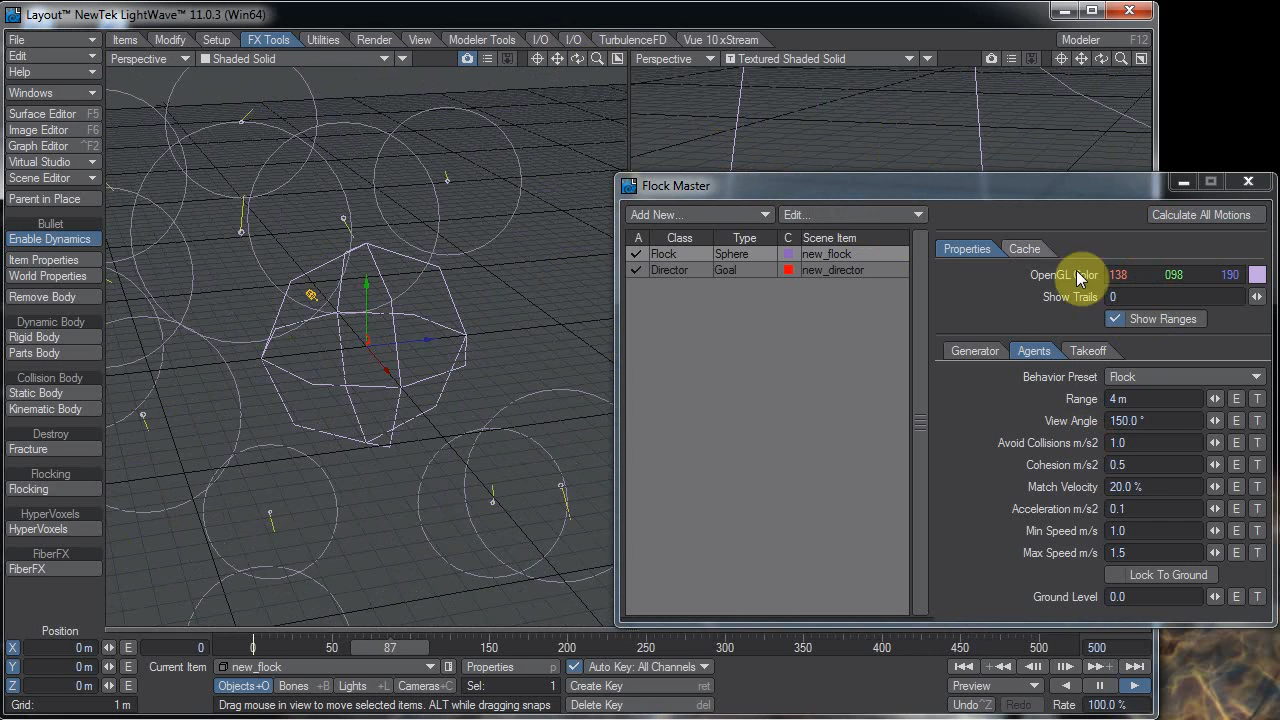 Layout™ NewTek LightWave™ 11.0.3 (Win64)
File
Items
Modify
Setup
FX Tools
Utilities
Render
View
Modeler Tools
I/O
I/O
TurbulenceFD
Vue 10 xStream
Modeler
F12
Edit
Perspective
Shaded Solid
Perspective
Textured Shaded Solid
Help
Windows
Surface Editor F5
Image Editor F6
Graph Editor ^F2
Virtual Studio
Scene Editor
Parent in Place
Bullet
Enable Dynamics
Item Properties
World Properties
Remove Body
Dynamic Body
Rigid Body
Parts Body
Collision Body
Static Body
Kinematic Body
Destroy
Fracture
Flocking
Flocking
HyperVoxels
HyperVoxels
FiberFX
FiberFX
Flock Master
Add New...
Edit...
Calculate All Motions
A Class Type C Scene Item
Flock Sphere new_flock
Director Goal new_director
Properties
Cache
OpenGL Color 138 098 190
Show Trails 0
Show Ranges
Generator
Agents
Takeoff
Behavior Preset Flock
Range 4 m E T
View Angle 150.0 ° E T
Avoid Collisions m/s2 1.0 E T
Cohesion m/s2 0.5 E T
Match Velocity 20.0 % E T
Acceleration m/s2 0.1 E T
Min Speed m/s 1.0 E T
Max Speed m/s 1.5 E T
Lock To Ground
Ground Level 0.0 E T
Position
X 0 m E 0
0 50 87 150 200 250 300 350 400 450 500
500
Y 0 m E
Current Item new_flock
Properties p
Auto Key: All Channels
Z 0 m E
Objects+O
Bones +B
Lights +L
Cameras+C
Sel: 1
Create Key ret
Preview
Grid: 1 m
Drag mouse in view to move selected items. ALT while dragging snaps
Delete Key del
Undo^Z
Redo
Rate 100.0 %